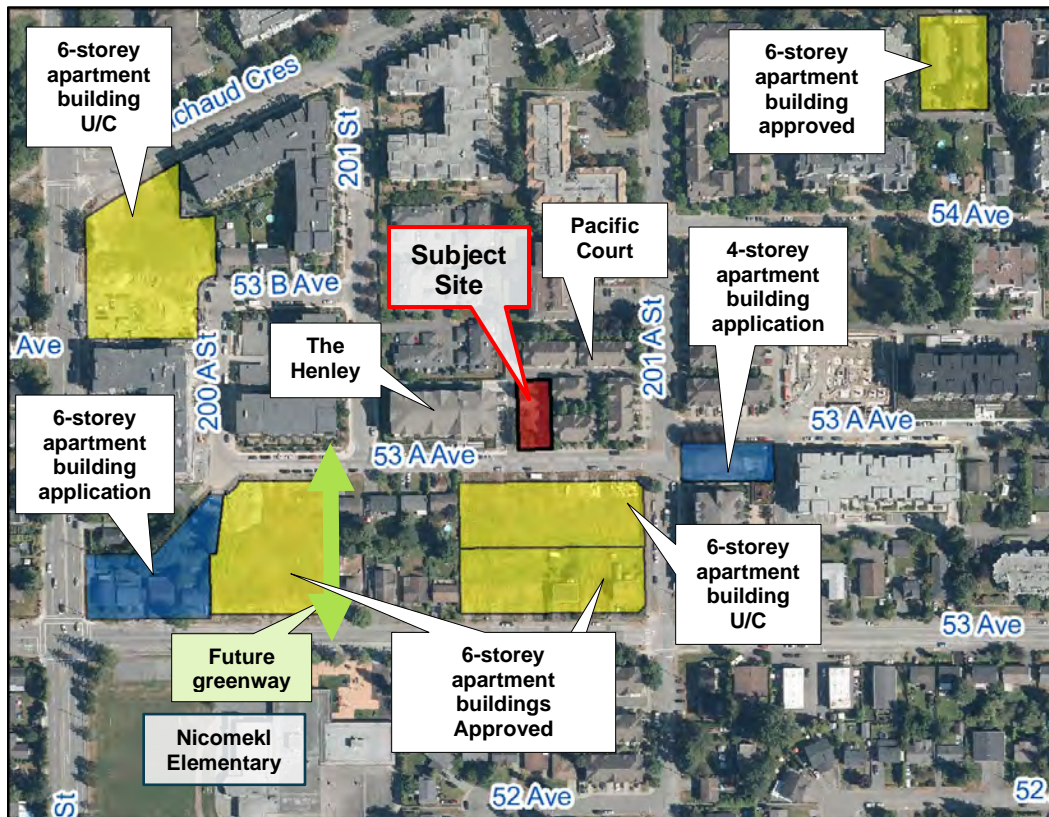 6-storey
apartment
building
U/C
chaud Cres
201 St
6-storey
apartment
building
approved
54 Ave
Subject
Site
Pacific
Court
4-storey
apartment
building
application
53 B Ave
Ave
The
Henley
200 A St
201 A St
53 A Ave
6-storey
apartment
building
application
53 A Ave
6-storey
apartment
building
U/C
53 Ave
Future
greenway
6-storey
apartment
buildings
Approved
Nicomekl
Elementary
St
52 Ave
52